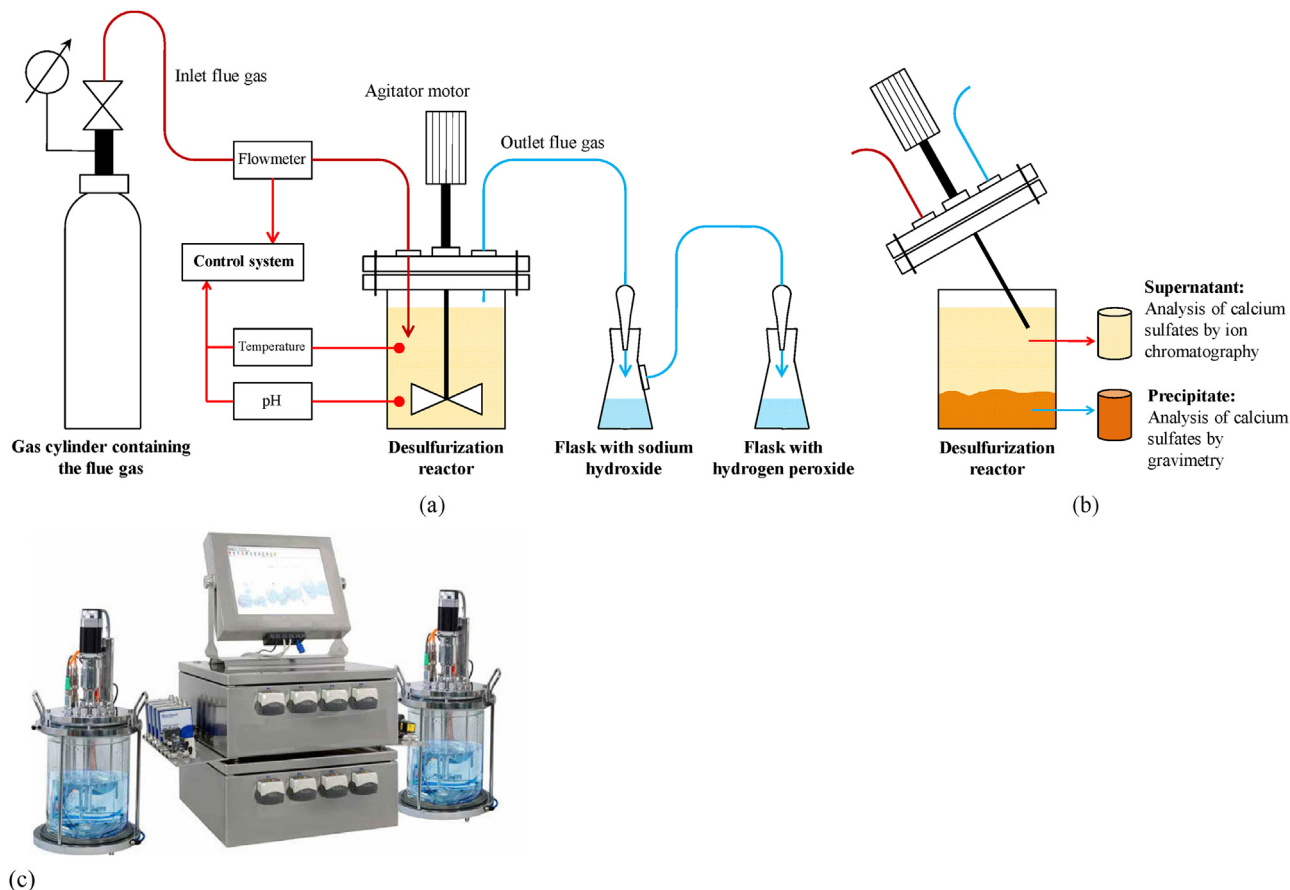 Inlet flue gas
Agitator motor
Outlet flue gas
Flowmeter
Control system
Temperature
pH
Gas cylinder containing
the flue gas
Desulfurization
reactor
Flask with sodium
hydroxide
Flask with
hydrogen peroxide
(a)
Supernatant:
Analysis of calcium
sulfates by ion
chromatography
Precipitate:
Analysis of calcium
sulfates by
gravimetry
Desulfurization
reactor
(b)
(c)